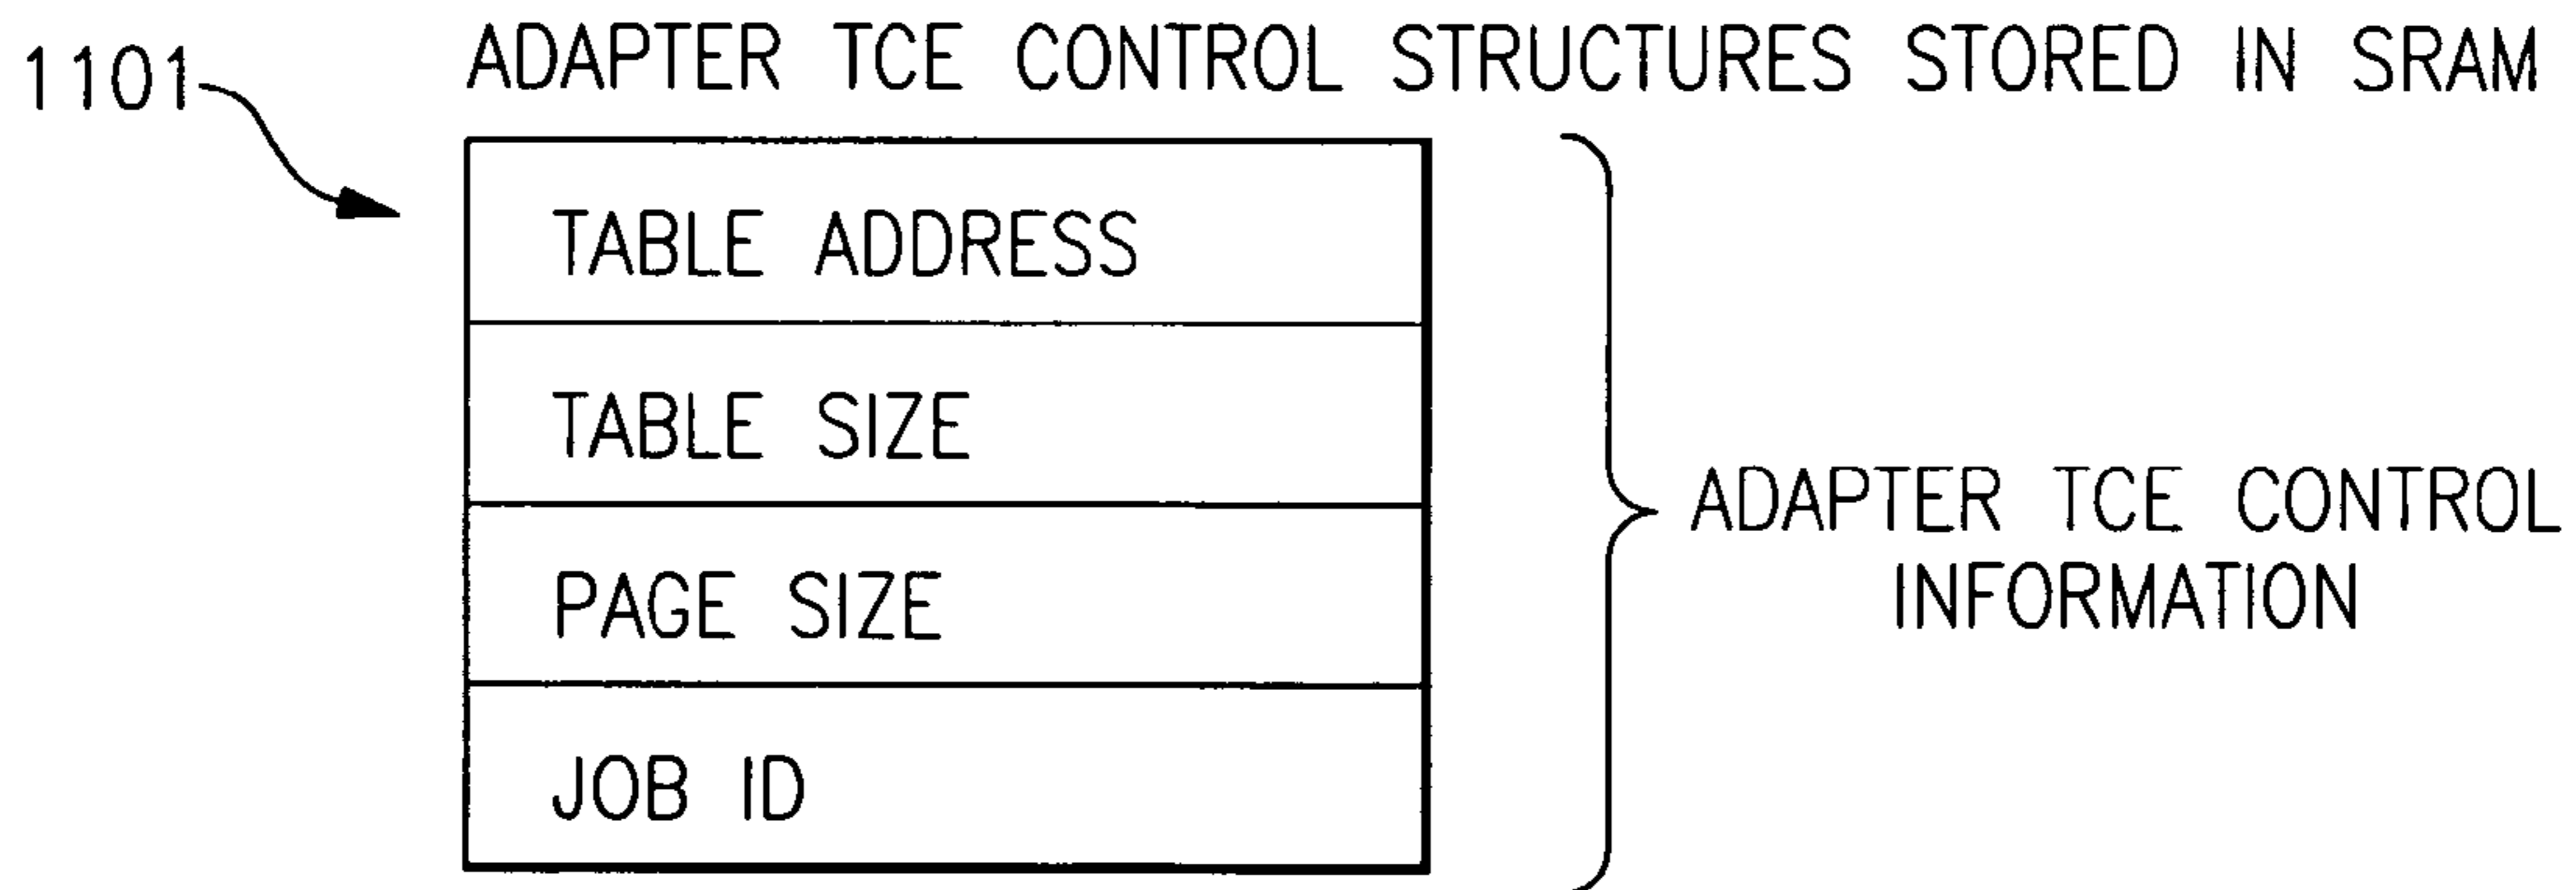 1101
ADAPTER TCE CONTROL STRUCTURES STORED IN SRAM
TABLE ADDRESS
TABLE SIZE
PAGE SIZE
JOB ID
ADAPTER TCE CONTROL
INFORMATION